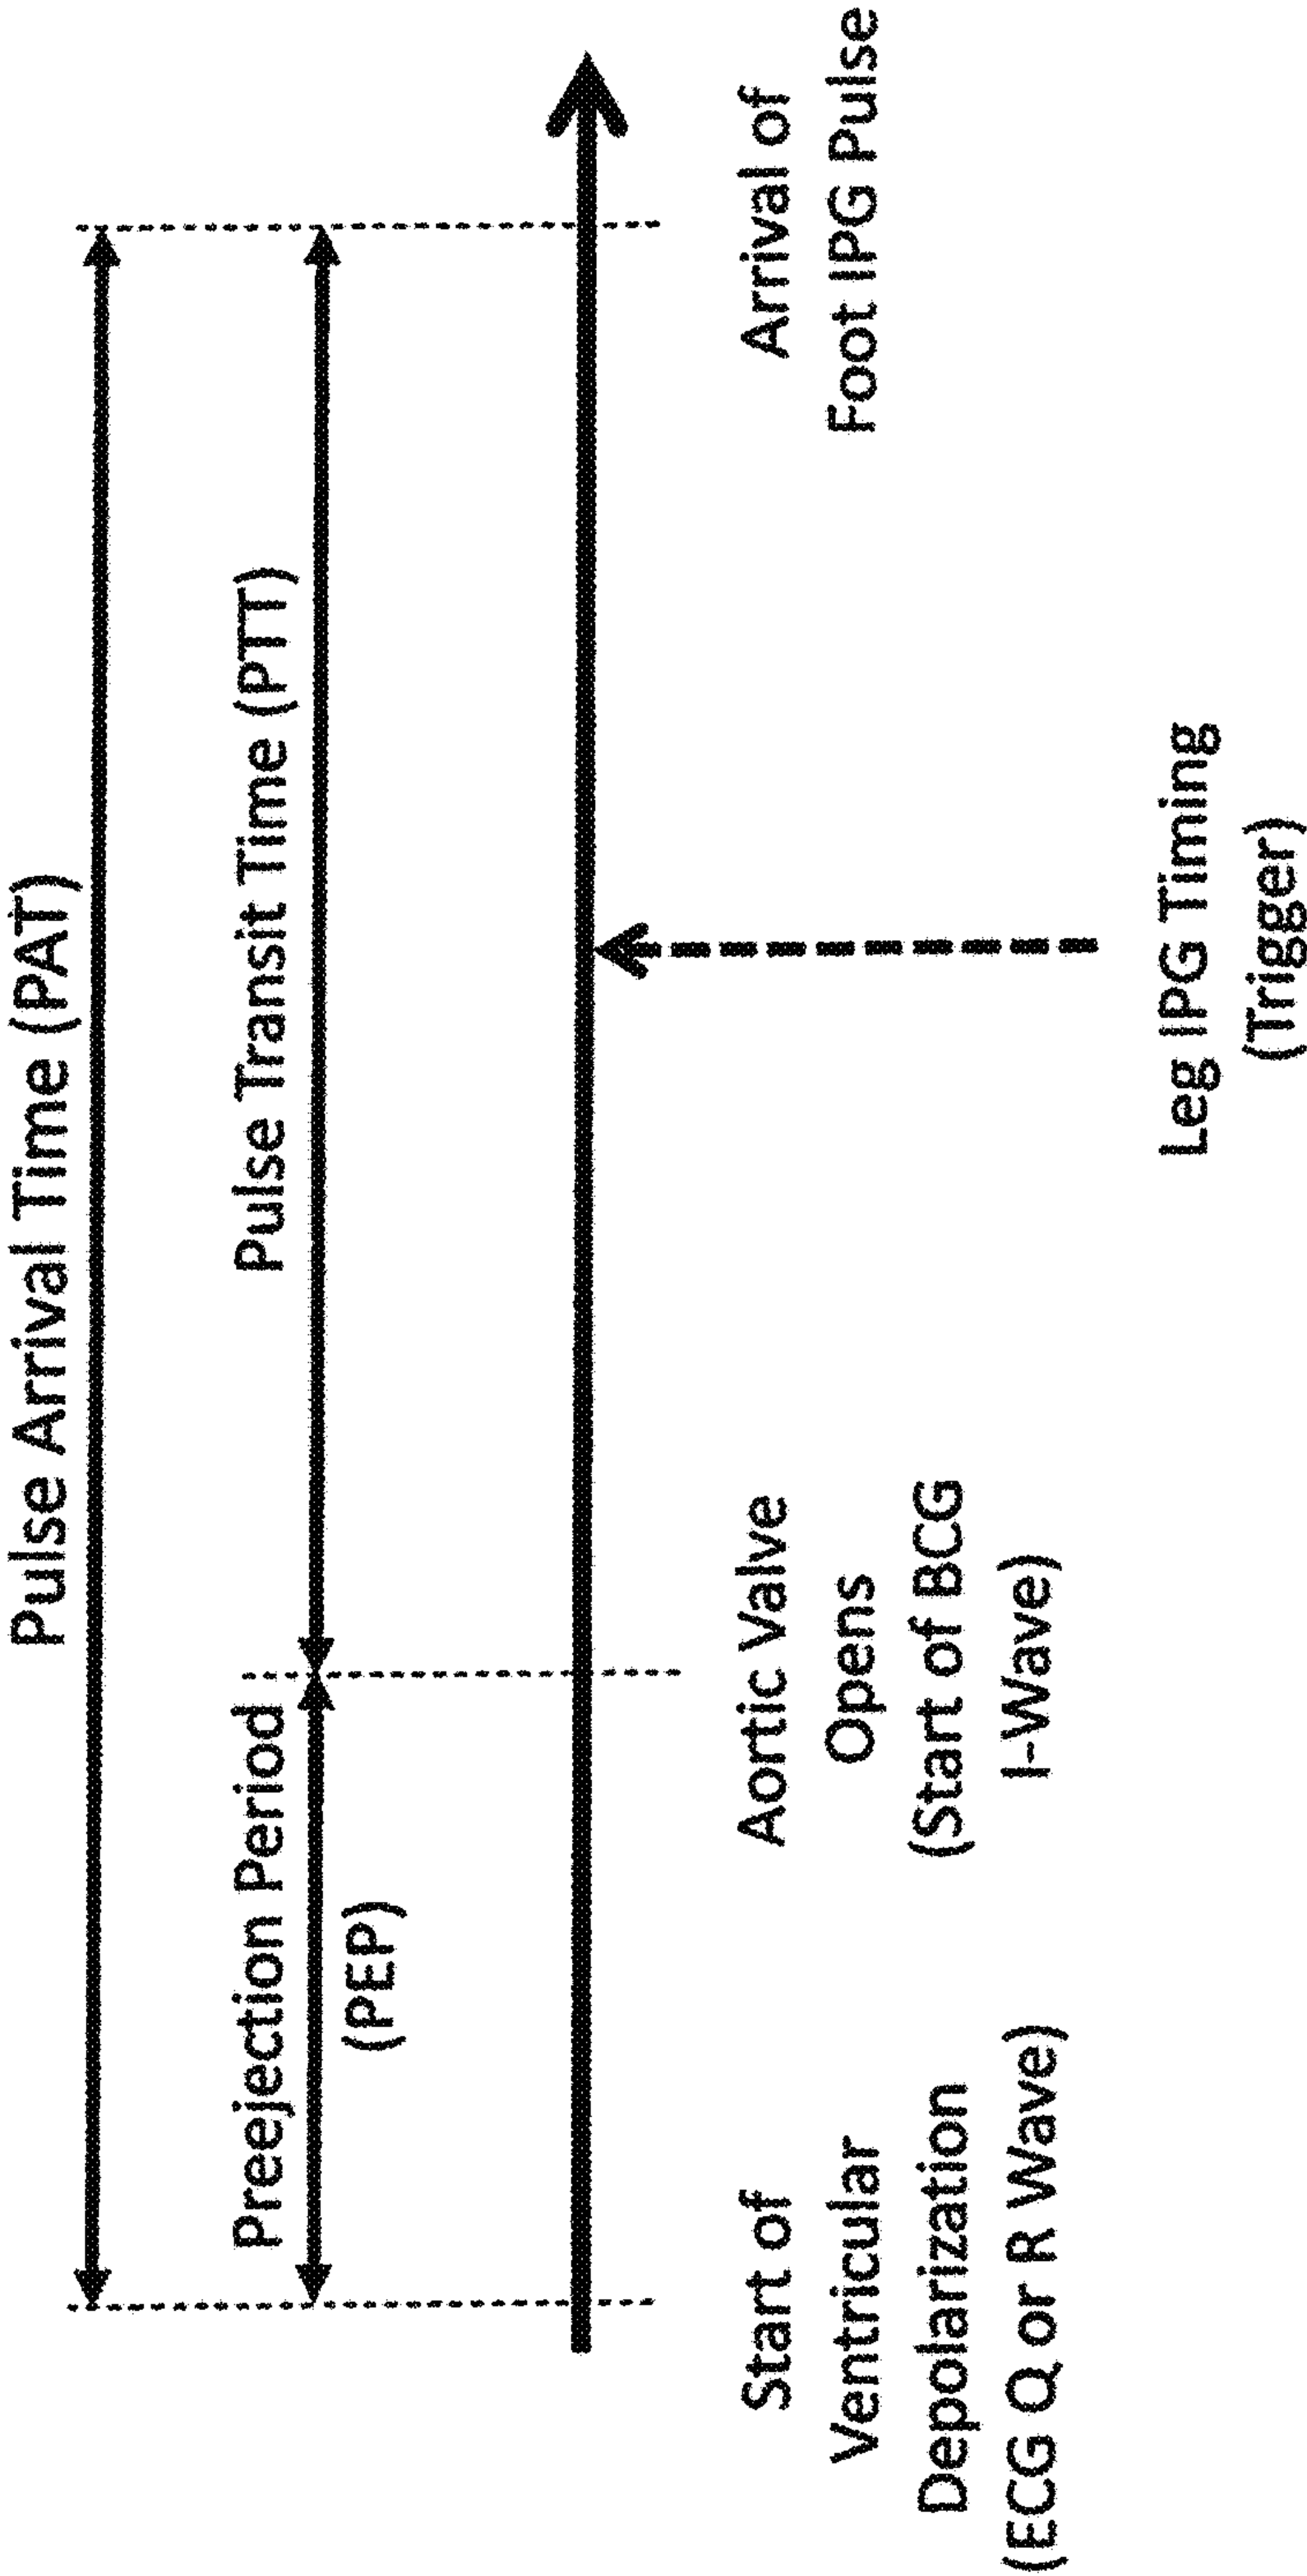 Pulse Arrival Time (PAT)
Preejection Period
(PEP)
Pulse Transit Time (PTT)
Start of
Ventricular
Depolarization
(ECG Q or R Wave)
Aortic Valve
Opens
(Start of BCG
I-Wave)
Arrival of
Foot IPG Pulse
Leg IPG Timing
(Trigger)